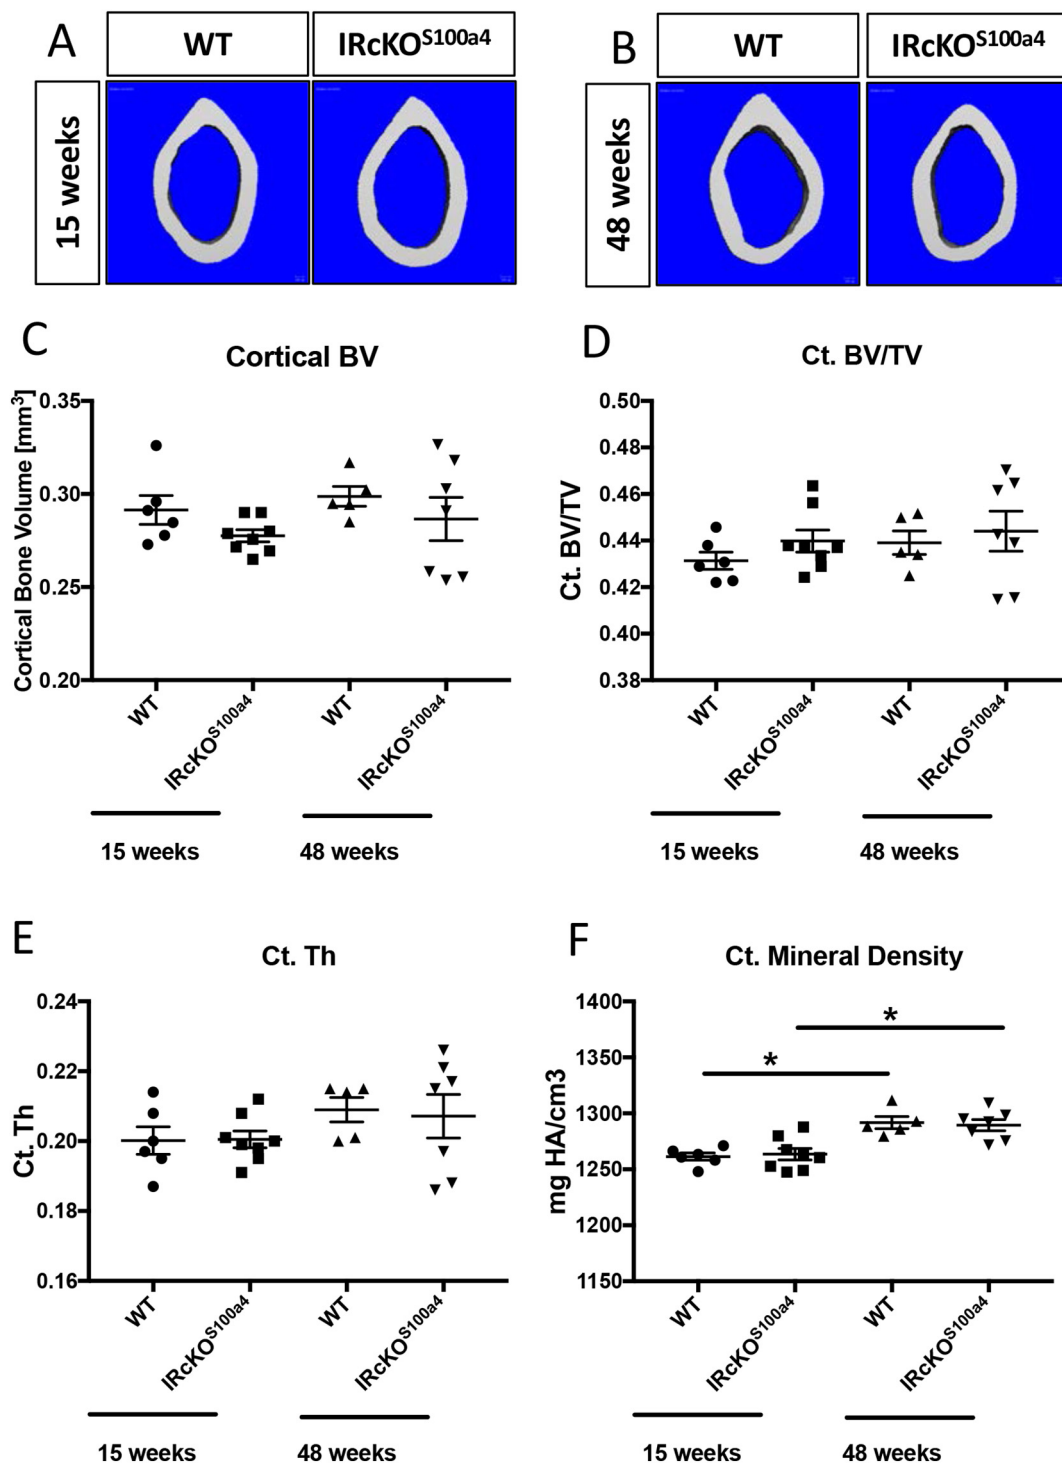 A
WT
IRcKO^S100a4
B
WT
IRcKO^S100a4
15 weeks
48 weeks
C
Cortical BV
Cortical Bone Volume [mm³]
0.35
0.30
0.25
0.20
WT
IRcKO^S100a4
WT
IRcKO^S100a4
15 weeks
48 weeks
D
Ct. BV/TV
Ct. BV/TV
0.50
0.48
0.46
0.44
0.42
0.40
0.38
WT
IRcKO^S100a4
WT
IRcKO^S100a4
15 weeks
48 weeks
E
Ct. Th
Ct. Th
0.24
0.22
0.20
0.18
0.16
WT
IRcKO^S100a4
WT
IRcKO^S100a4
15 weeks
48 weeks
F
Ct. Mineral Density
mg HA/cm3
1400
1350
1300
1250
1200
1150
*
*
WT
IRcKO^S100a4
WT
IRcKO^S100a4
15 weeks
48 weeks